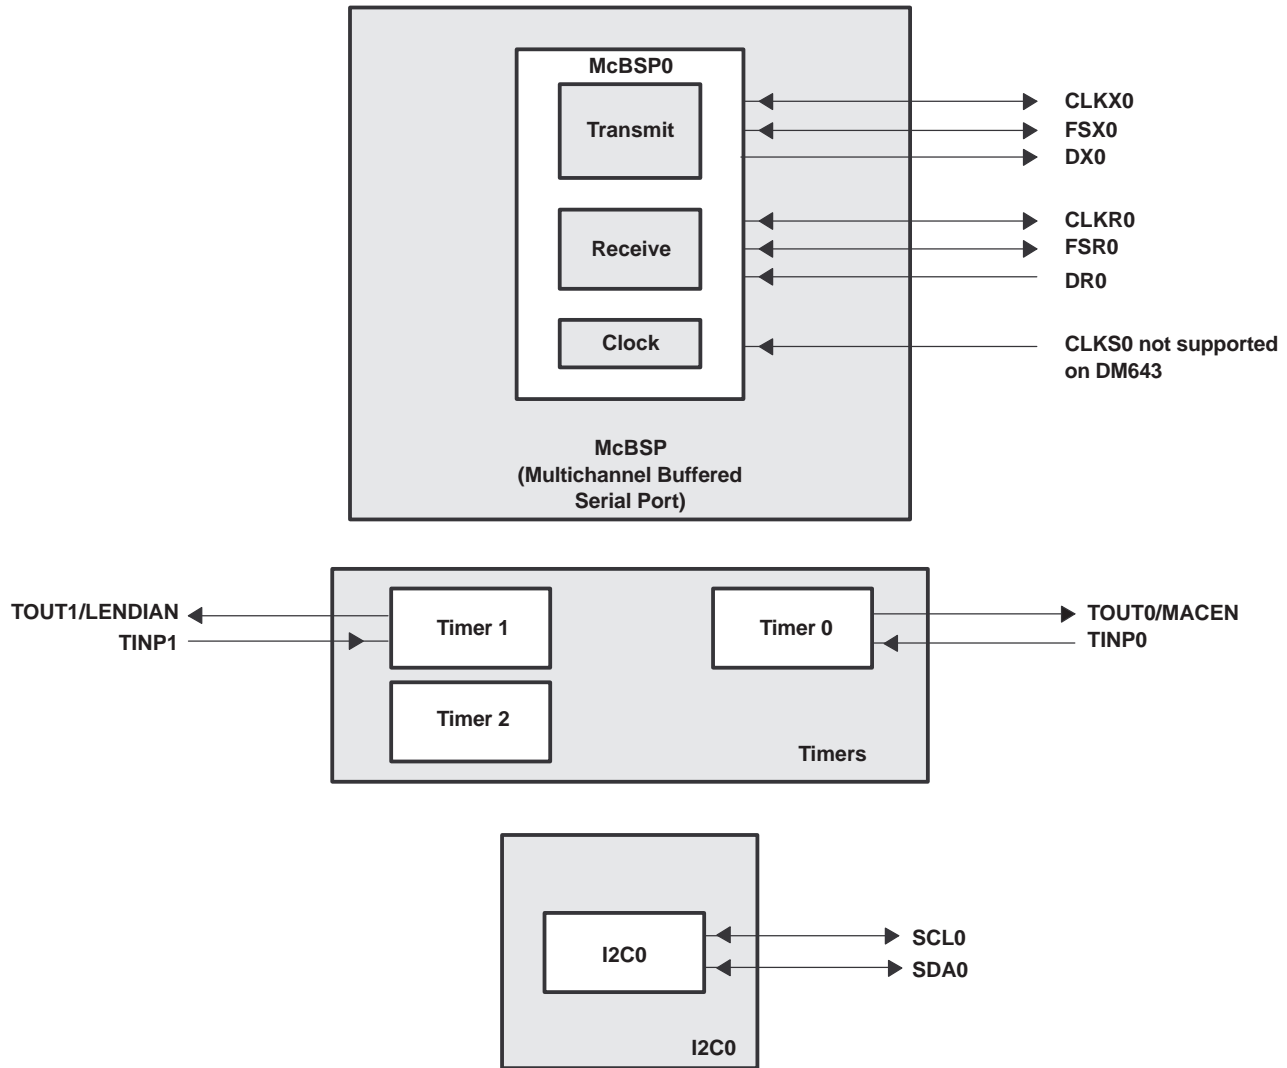 McBSP0
Transmit
CLKX0
FSX0
DX0
Receive
CLKR0
FSR0
DR0
Clock
CLKS0 not supported
on DM643
McBSP
(Multichannel Buffered
Serial Port)
TOUT1/LENDIAN
TINP1
Timer 1
Timer 0
TOUT0/MACEN
TINP0
Timer 2
Timers
I2C0
SCL0
SDA0
I2C0